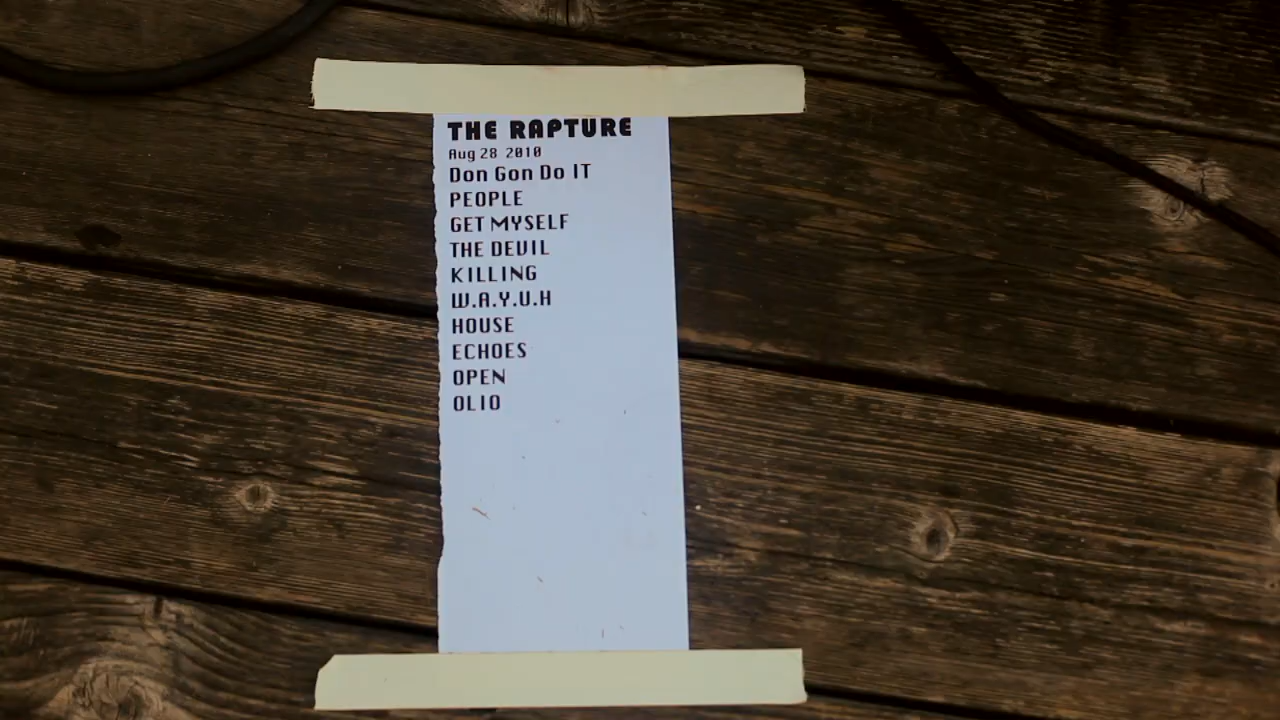 THE RAPTURE
Aug 28 2010
Don Gon Do IT
PEOPLE
GET MYSELF
THE DEVIL
KILLING
W.A.Y.U.H
HOUSE
ECHOES
OPEN
OLIO